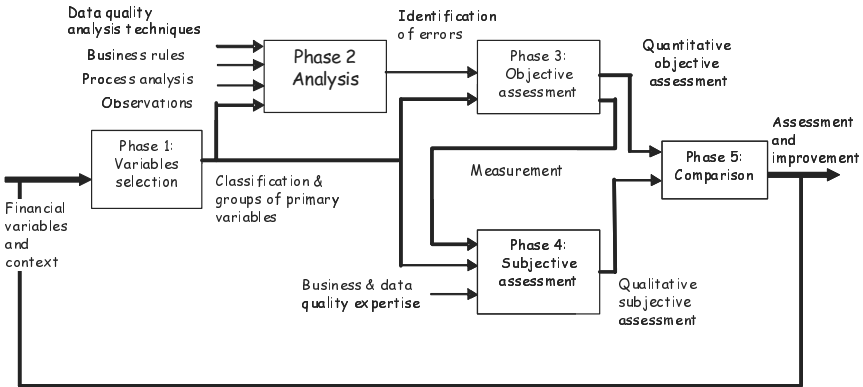 Data quality
analysis techniques
Business rules
Process analysis
Observations
Phase 2
Analysis
Identification
of errors
Phase 3:
Objective
assessment
Quantitative
objective
assessment
Phase 1:
Variables
selection
Classification &
groups of primary
variables
Measurement
Phase 5:
Comparison
Assessment
and
improvement
Financial
variables
and
context
Business & data
quality expertise
Phase 4:
Subjective
assessment
Qualitative
subjective
assessment